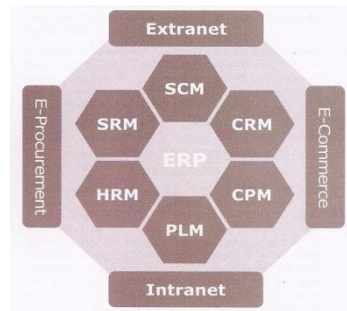 Extranet
SCM
SRM
CRM
ERP
HRM
CPM
PLM
E-Procurement
E-Commerce
Intranet